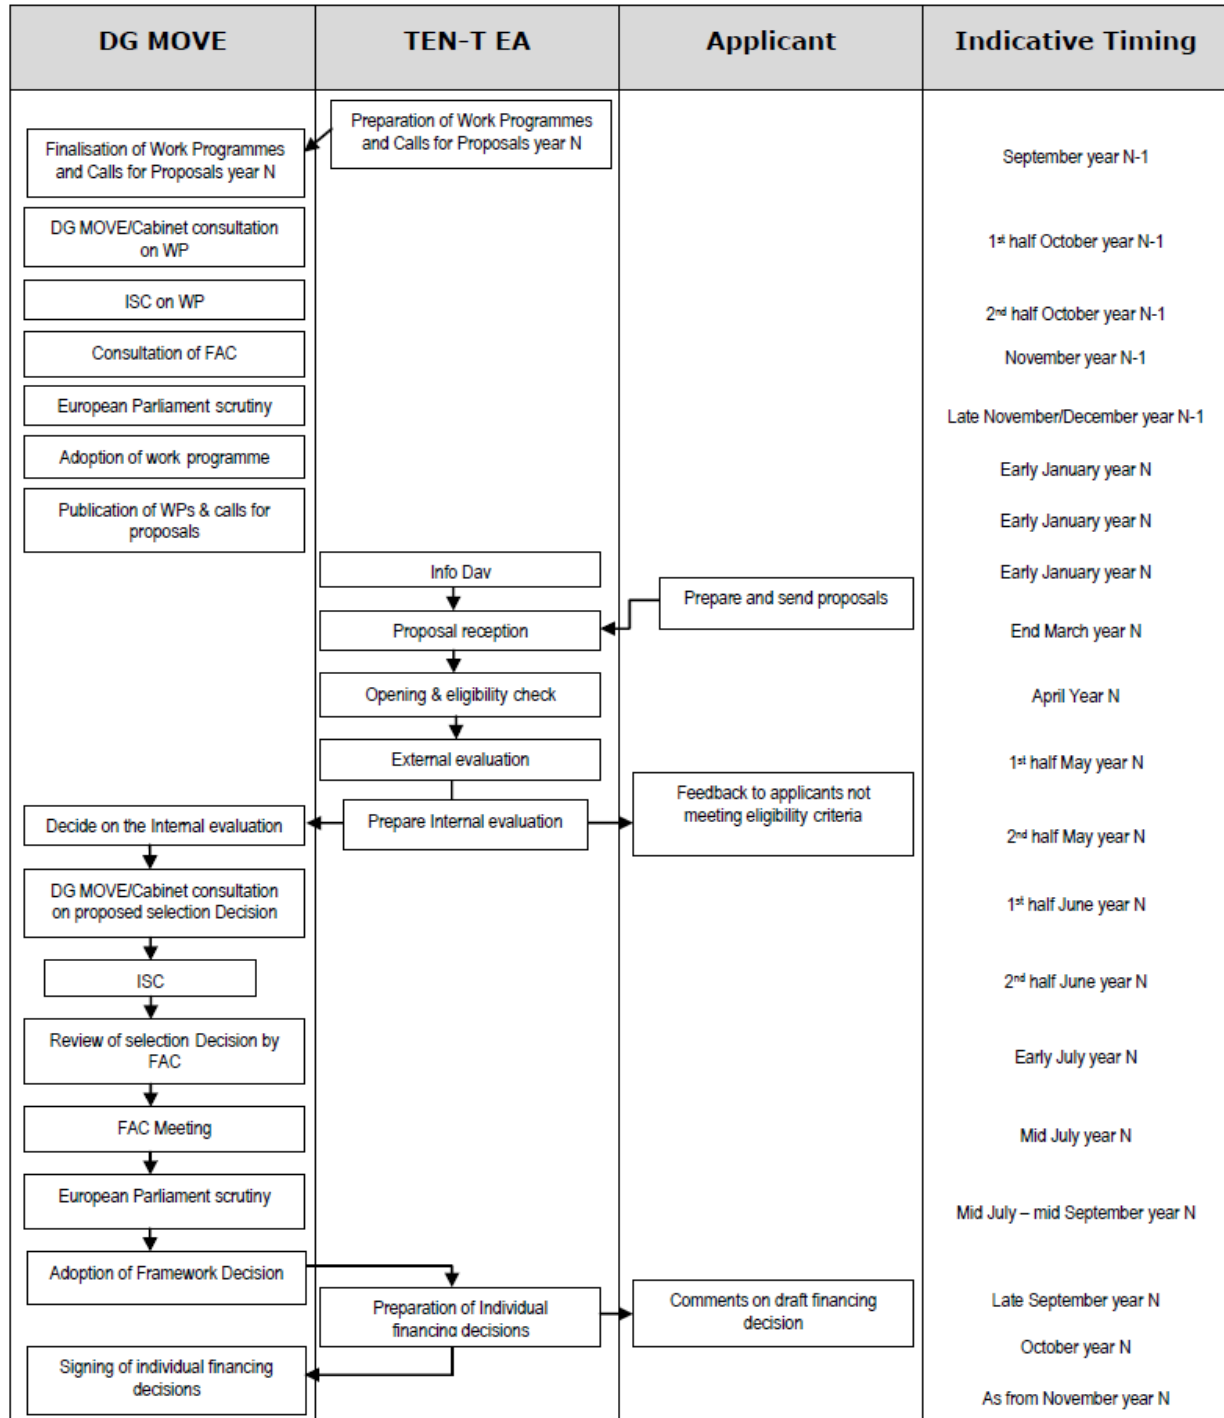 DG MOVE
TEN-T EA
Applicant
Indicative Timing
Preparation of Work Programmes
and Calls for Proposals year N
Finalisation of Work Programmes
and Calls for Proposals year N
September year N-1
DG MOVE/Cabinet consultation
on WP
1st half October year N-1
ISC on WP
2nd half October year N-1
Consultation of FAC
November year N-1
European Parliament scrutiny
Late November/December year N-1
Adoption of work programme
Early January year N
Publication of WPs & calls for
proposals
Early January year N
Info Day
Early January year N
Prepare and send proposals
Proposal reception
End March year N
Opening & eligibility check
April Year N
External evaluation
1st half May year N
Feedback to applicants not
meeting eligibility criteria
Decide on the Internal evaluation
Prepare Internal evaluation
2nd half May year N
DG MOVE/Cabinet consultation
on proposed selection Decision
1st half June year N
ISC
2nd half June year N
Review of selection Decision by
FAC
Early July year N
FAC Meeting
Mid July year N
European Parliament scrutiny
Mid July – mid September year N
Adoption of Framework Decision
Preparation of Individual
financing decisions
Comments on draft financing
decision
Late September year N
October year N
Signing of individual financing
decisions
As from November year N